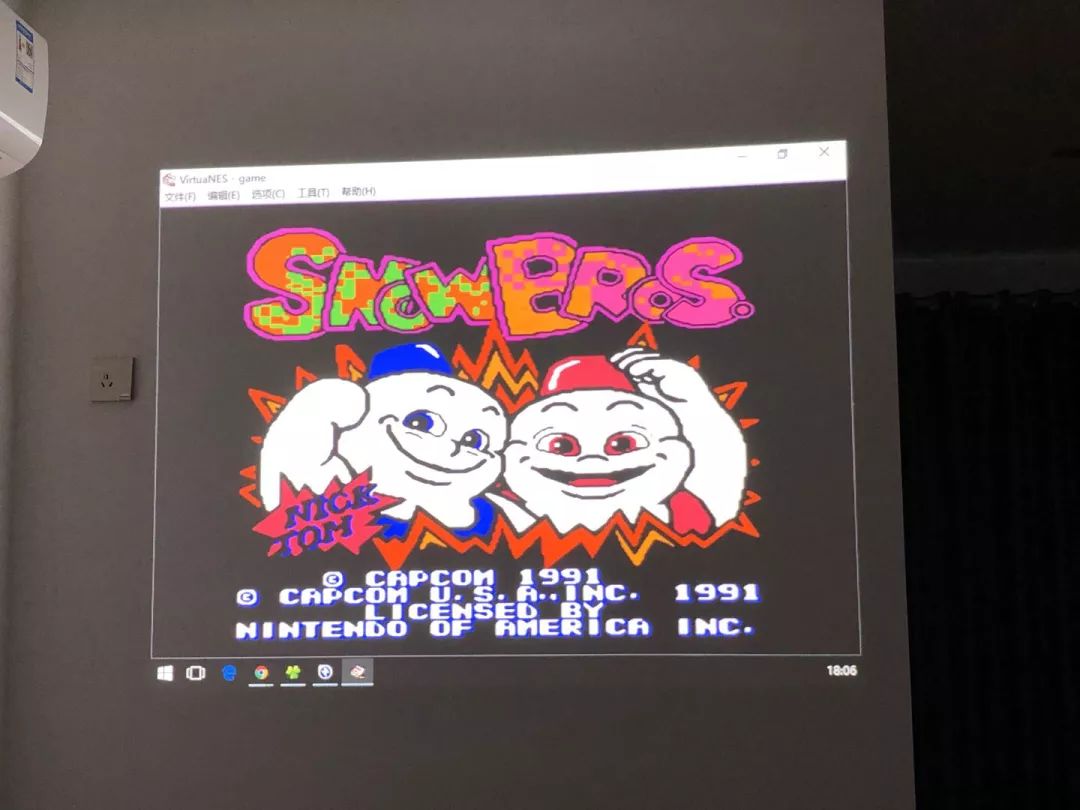 VirtuaNES - game
文件(F) 编辑(E) 选项(C) 工具(T) 帮助(H)
SNOW BROS.
NICK
TOM
© CAPCOM 1991
© CAPCOM U.S.A.,INC. 1991
LICENSED BY
NINTENDO OF AMERICA INC.
18:06